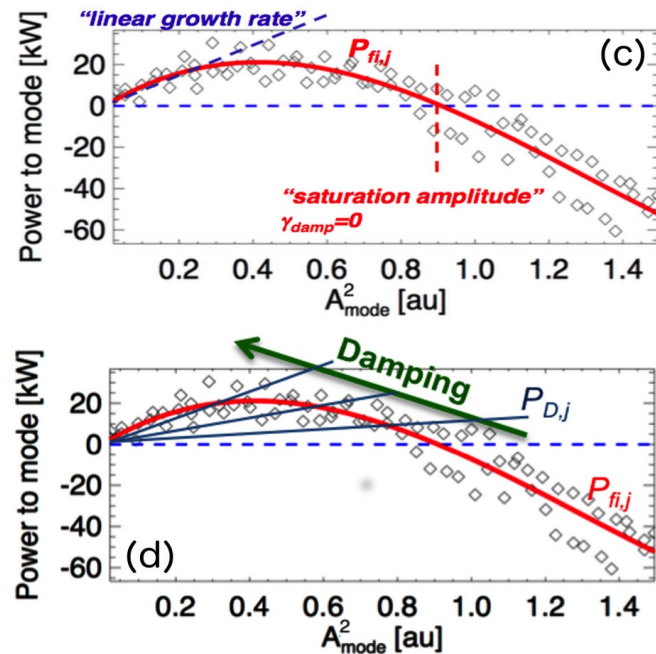 “linear growth rate”
(c)
P_fi,j
Power to mode [kW]
20
0
-20
-40
-60
“saturation amplitude”
γ_damp=0
0.2 0.4 0.6 0.8 1.0 1.2 1.4
A²_mode [au]
Damping
P_D,j
Power to mode [kW]
20
0
-20
-40
-60
P_fi,j
(d)
0.2 0.4 0.6 0.8 1.0 1.2 1.4
A²_mode [au]